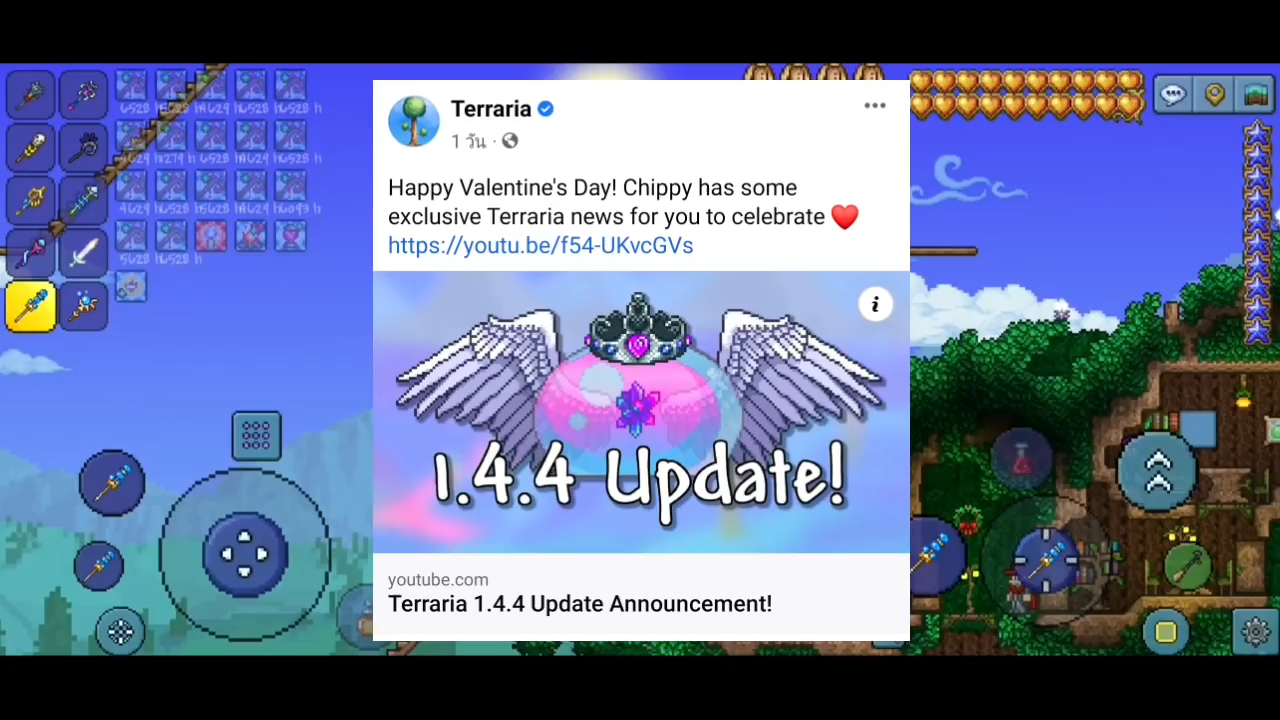 Terraria
1 วัน ·
Happy Valentine's Day! Chippy has some
exclusive Terraria news for you to celebrate ❤️
https://youtu.be/f54-UKvcGVs
i
1.4.4 Update!
youtube.com
Terraria 1.4.4 Update Announcement!